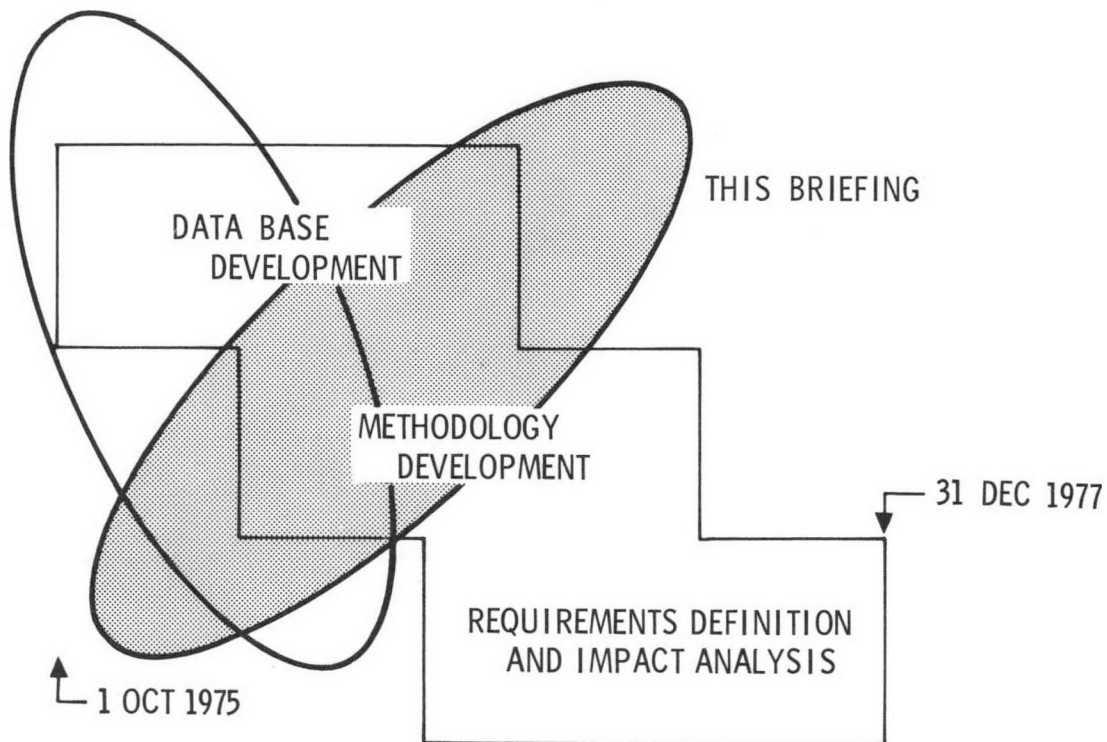 THIS BRIEFING
DATA BASE
DEVELOPMENT
METHODOLOGY
DEVELOPMENT
31 DEC 1977
REQUIREMENTS DEFINITION
AND IMPACT ANALYSIS
1 OCT 1975